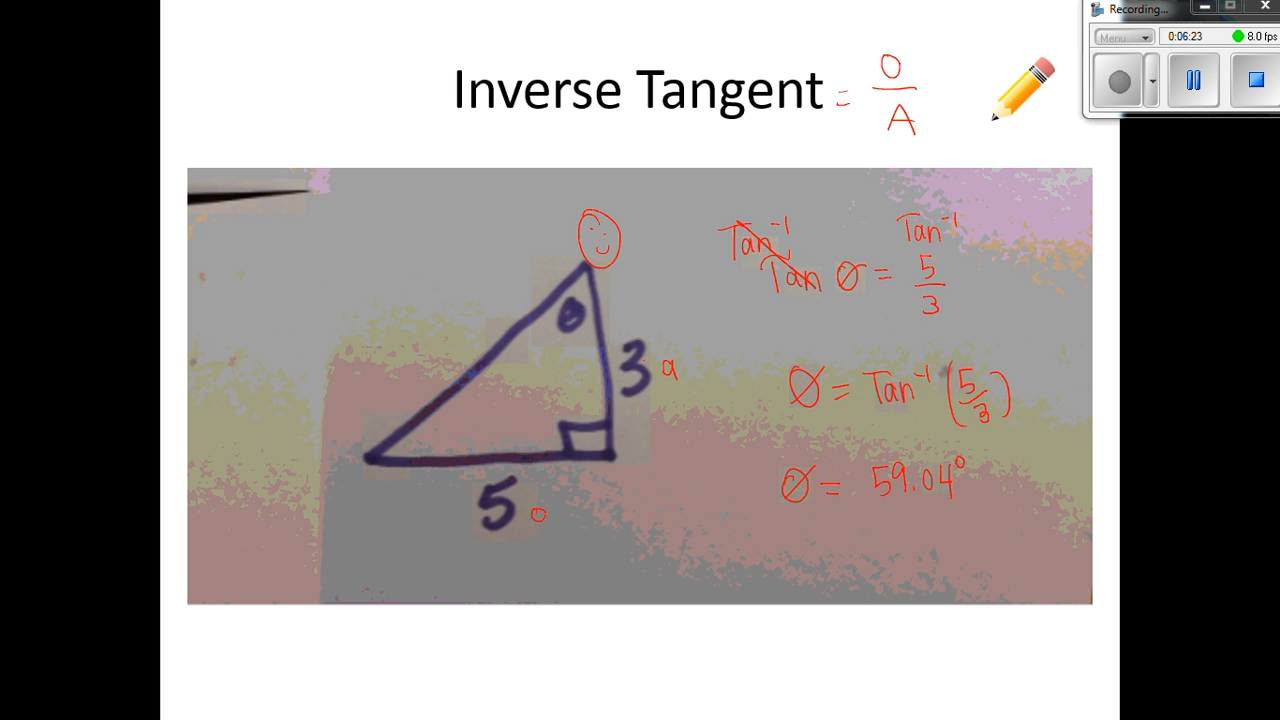 Recording...
Menu 0:06:23 8.0 fps
Inverse Tangent = O/A
Tan⁻¹ Tan⁻¹
Tan θ = 5/3
θ
3 a
θ = Tan⁻¹ (5/3)
θ = 59.04°
5 o